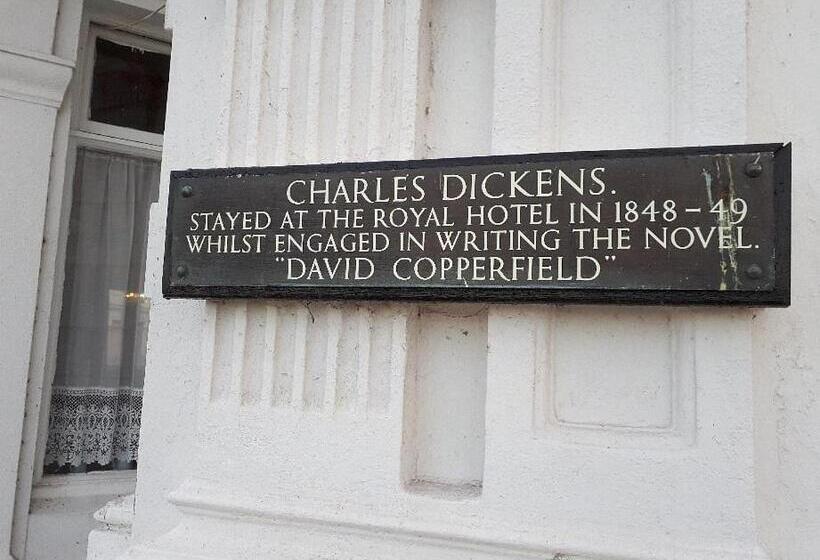 CHARLES DICKENS.
STAYED AT THE ROYAL HOTEL IN 1848-49
WHILST ENGAGED IN WRITING THE NOVEL.
"DAVID COPPERFIELD"